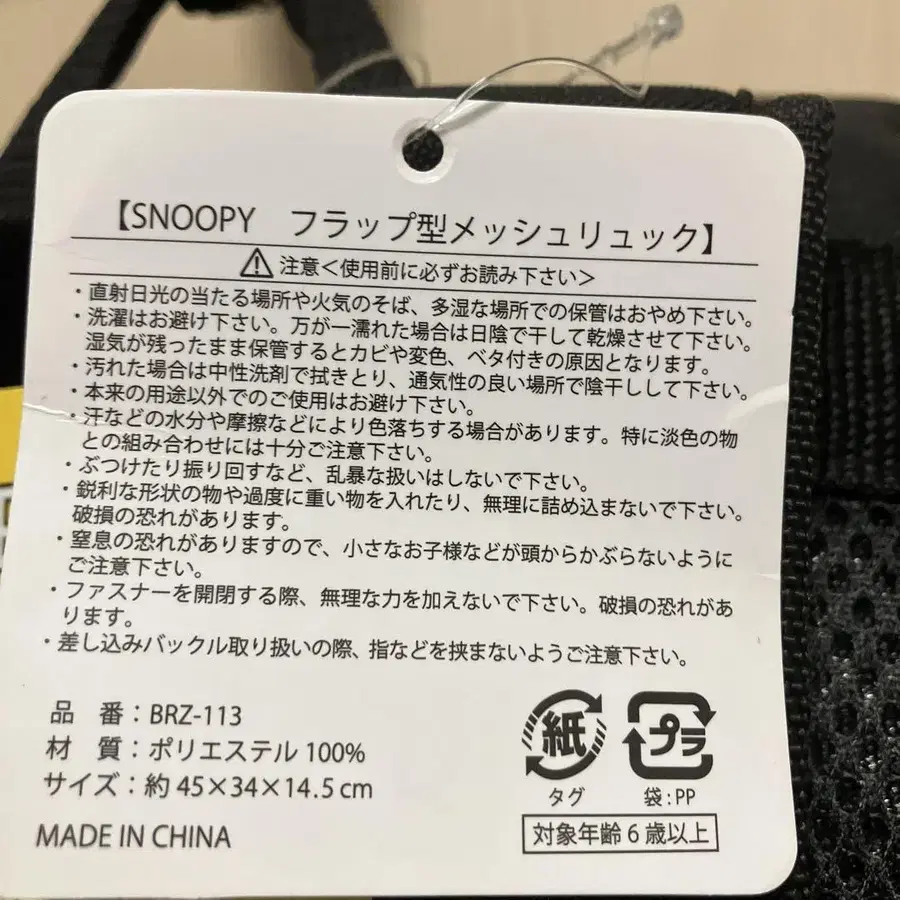 【SNOOPY　フラップ型メッシュリュック】
注意＜使用前に必ずお読み下さい＞
・直射日光の当たる場所や火気のそば、多湿な場所での保管はおやめ下さい。
・洗濯はお避け下さい。万が一濡れた場合は日陰で干して乾燥させて下さい。
湿気が残ったまま保管するとカビや変色、ベタ付きの原因となります。
・汚れた場合は中性洗剤で拭きとり、通気性の良い場所で陰干しして下さい。
・本来の用途以外でのご使用はお避け下さい。
・汗などの水分や摩擦などにより色落ちする場合があります。特に淡色の物
との組み合わせには十分ご注意下さい。
・ぶつけたり振り回すなど、乱暴な扱いはしないで下さい。
・鋭利な形状の物や過度に重い物を入れたり、無理に詰め込まないで下さい。
破損の恐れがあります。
・窒息の恐れがありますので、小さなお子様などが頭からかぶらないように
ご注意下さい。
・ファスナーを開閉する際、無理な力を加えないで下さい。破損の恐れがあ
ります。
・差し込みバックル取り扱いの際、指などを挟まないようご注意下さい。
品　番：BRZ-113
材　質：ポリエステル 100%
サイズ：約 45×34×14.5 cm
MADE IN CHINA
紙
タグ
プラ
袋：PP
対象年齢 6 歳以上